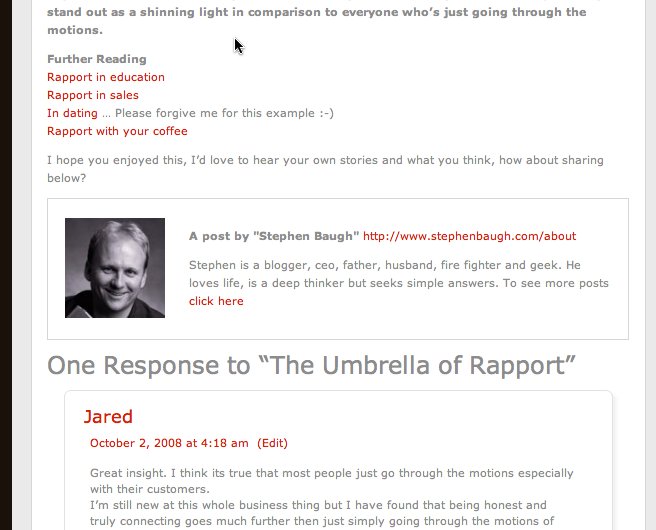 stand out as a shinning light in comparison to everyone who’s just going through the
motions.
Further Reading
Rapport in education
Rapport in sales
In dating … Please forgive me for this example :-)
Rapport with your coffee
I hope you enjoyed this, I’d love to hear your own stories and what you think, how about sharing
below?
A post by "Stephen Baugh" http://www.stephenbaugh.com/about
Stephen is a blogger, ceo, father, husband, fire fighter and geek. He
loves life, is a deep thinker but seeks simple answers. To see more posts
click here
One Response to “The Umbrella of Rapport”
Jared
October 2, 2008 at 4:18 am (Edit)
Great insight. I think its true that most people just go through the motions especially
with their customers.
I’m still new at this whole business thing but I have found that being honest and
truly connecting goes much further then just simply going through the motions of